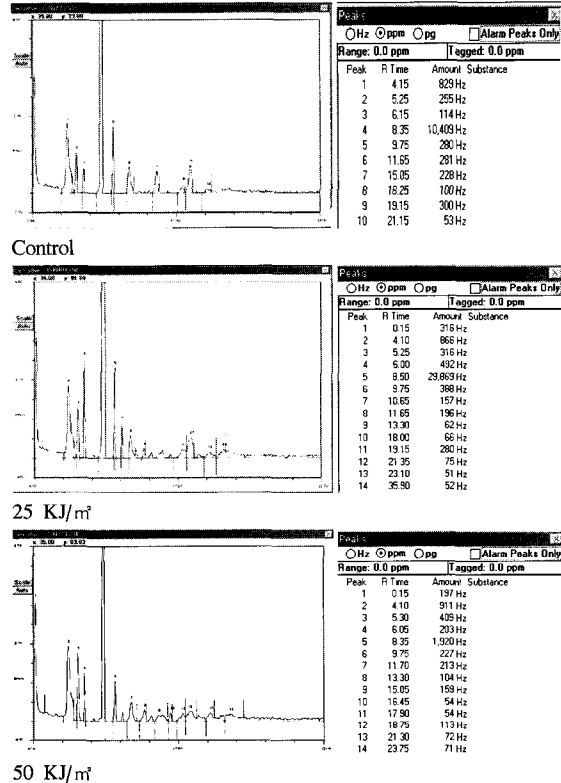 x: 35.00
Scale
Auto
Peaks
Hz ppm pg Alarm Peaks Only
Range: 0.0 ppm Tagged: 0.0 ppm
Peak R Time Amount Substance
1 4.15 829 Hz
2 5.25 255 Hz
3 6.15 114 Hz
4 8.35 10,409 Hz
5 9.75 280 Hz
6 11.65 281 Hz
7 15.05 228 Hz
8 18.25 100 Hz
9 19.15 300 Hz
10 21.15 53 Hz
Control
Scale
Auto
Peaks
Hz ppm pg Alarm Peaks Only
Range: 0.0 ppm Tagged: 0.0 ppm
Peak R Time Amount Substance
1 0.15 316 Hz
2 4.10 866 Hz
3 5.25 316 Hz
4 6.00 492 Hz
5 8.50 29,869 Hz
6 9.75 388 Hz
7 10.65 157 Hz
8 11.65 196 Hz
9 13.30 62 Hz
10 18.00 66 Hz
11 19.15 280 Hz
12 21.35 75 Hz
13 23.10 51 Hz
14 35.90 52 Hz
25 KJ/㎡
x: 35.00
Scale
Auto
Peaks
Hz ppm pg Alarm Peaks Only
Range: 0.0 ppm Tagged: 0.0 ppm
Peak R Time Amount Substance
1 0.15 197 Hz
2 4.10 911 Hz
3 5.30 409 Hz
4 6.05 203 Hz
5 8.35 1,920 Hz
6 9.75 227 Hz
7 11.70 213 Hz
8 13.30 104 Hz
9 15.05 159 Hz
10 16.45 54 Hz
11 17.90 54 Hz
12 18.75 113 Hz
13 21.30 72 Hz
14 23.75 71 Hz
50 KJ/㎡